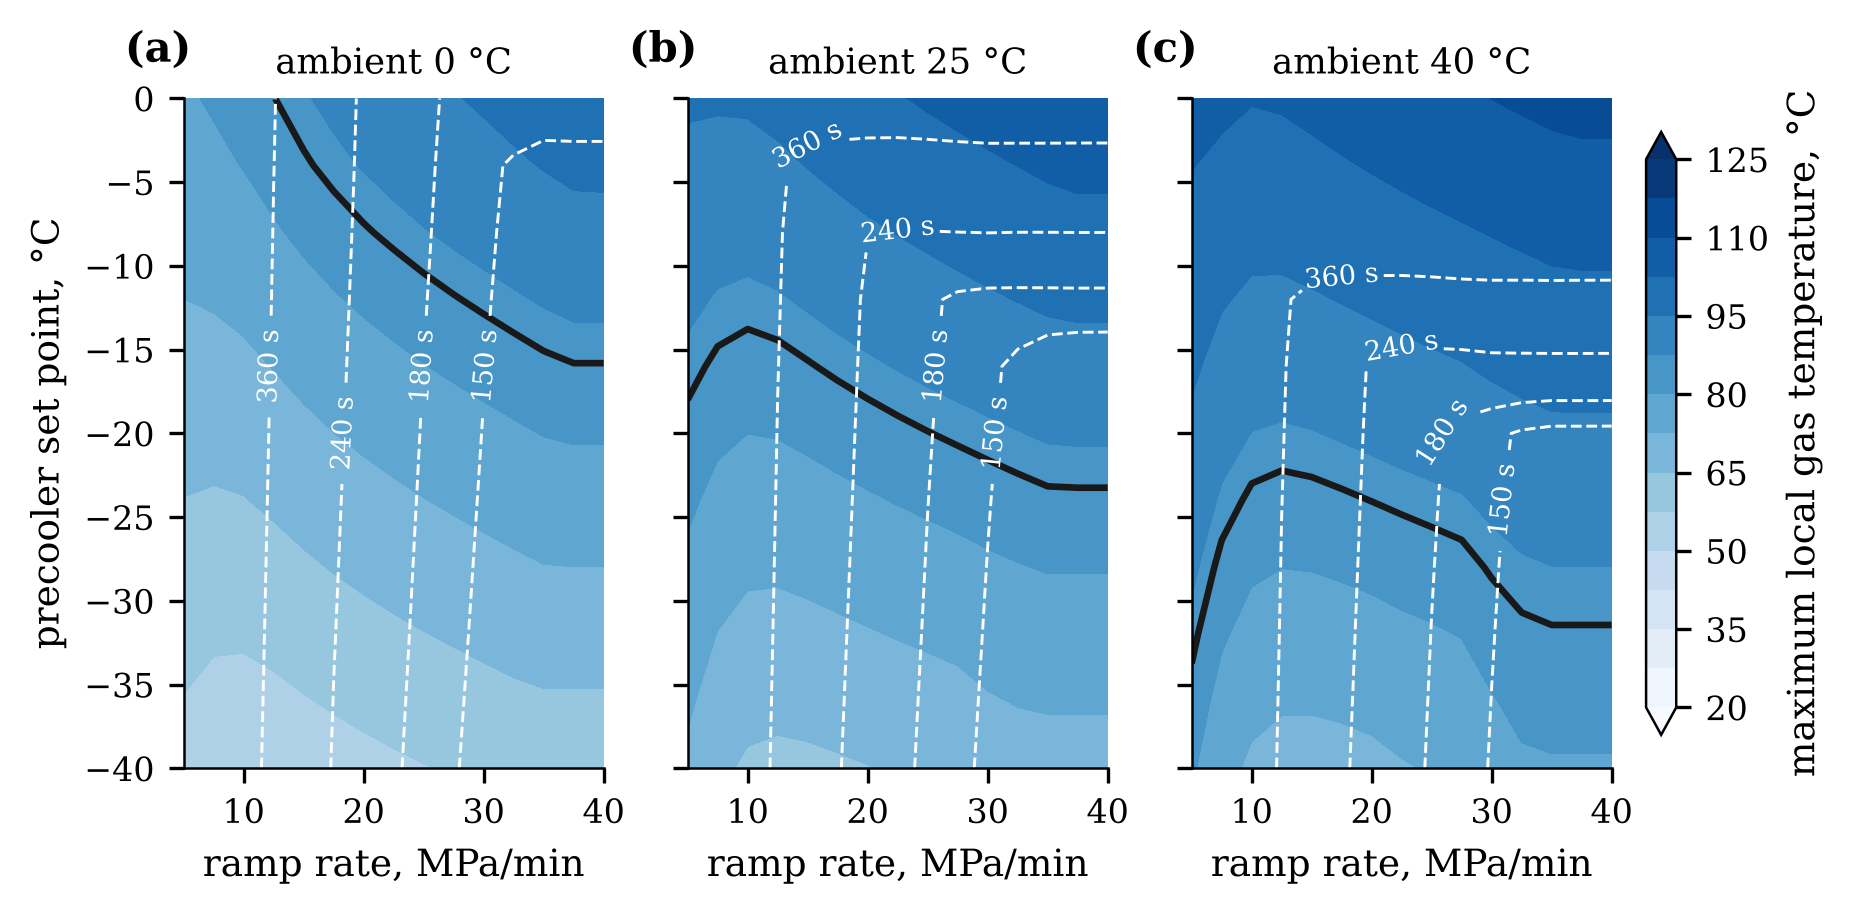 (a) ambient 0 °C
(b) ambient 25 °C
(c) ambient 40 °C
precooler set point, °C
0
−5
−10
−15
−20
−25
−30
−35
−40
360 s
240 s
180 s
150 s
10 20 30 40
ramp rate, MPa/min
360 s
240 s
180 s
150 s
10 20 30 40
ramp rate, MPa/min
360 s
240 s
180 s
150 s
10 20 30 40
ramp rate, MPa/min
125
110
95
80
65
50
35
20
maximum local gas temperature, °C